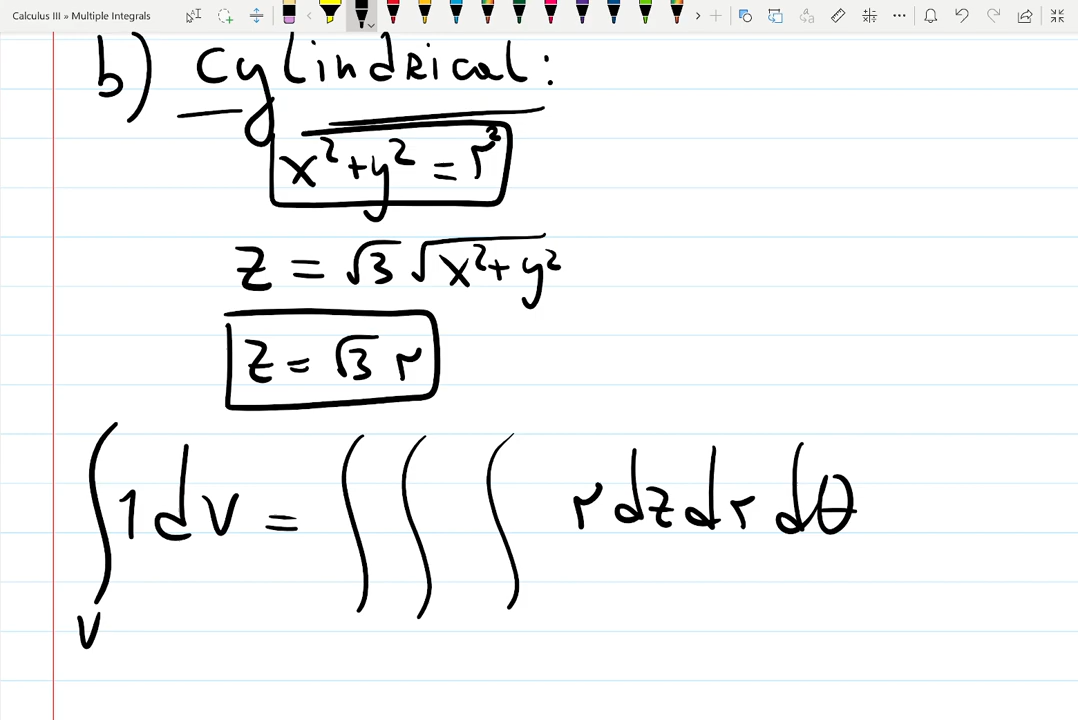 Calculus III » Multiple Integrals
b) Cylindrical:
x² + y² = r²
z = √3 √x² + y²
z = √3 r
∫_V 1 dV = ∫ ∫ ∫ r dz dr dθ